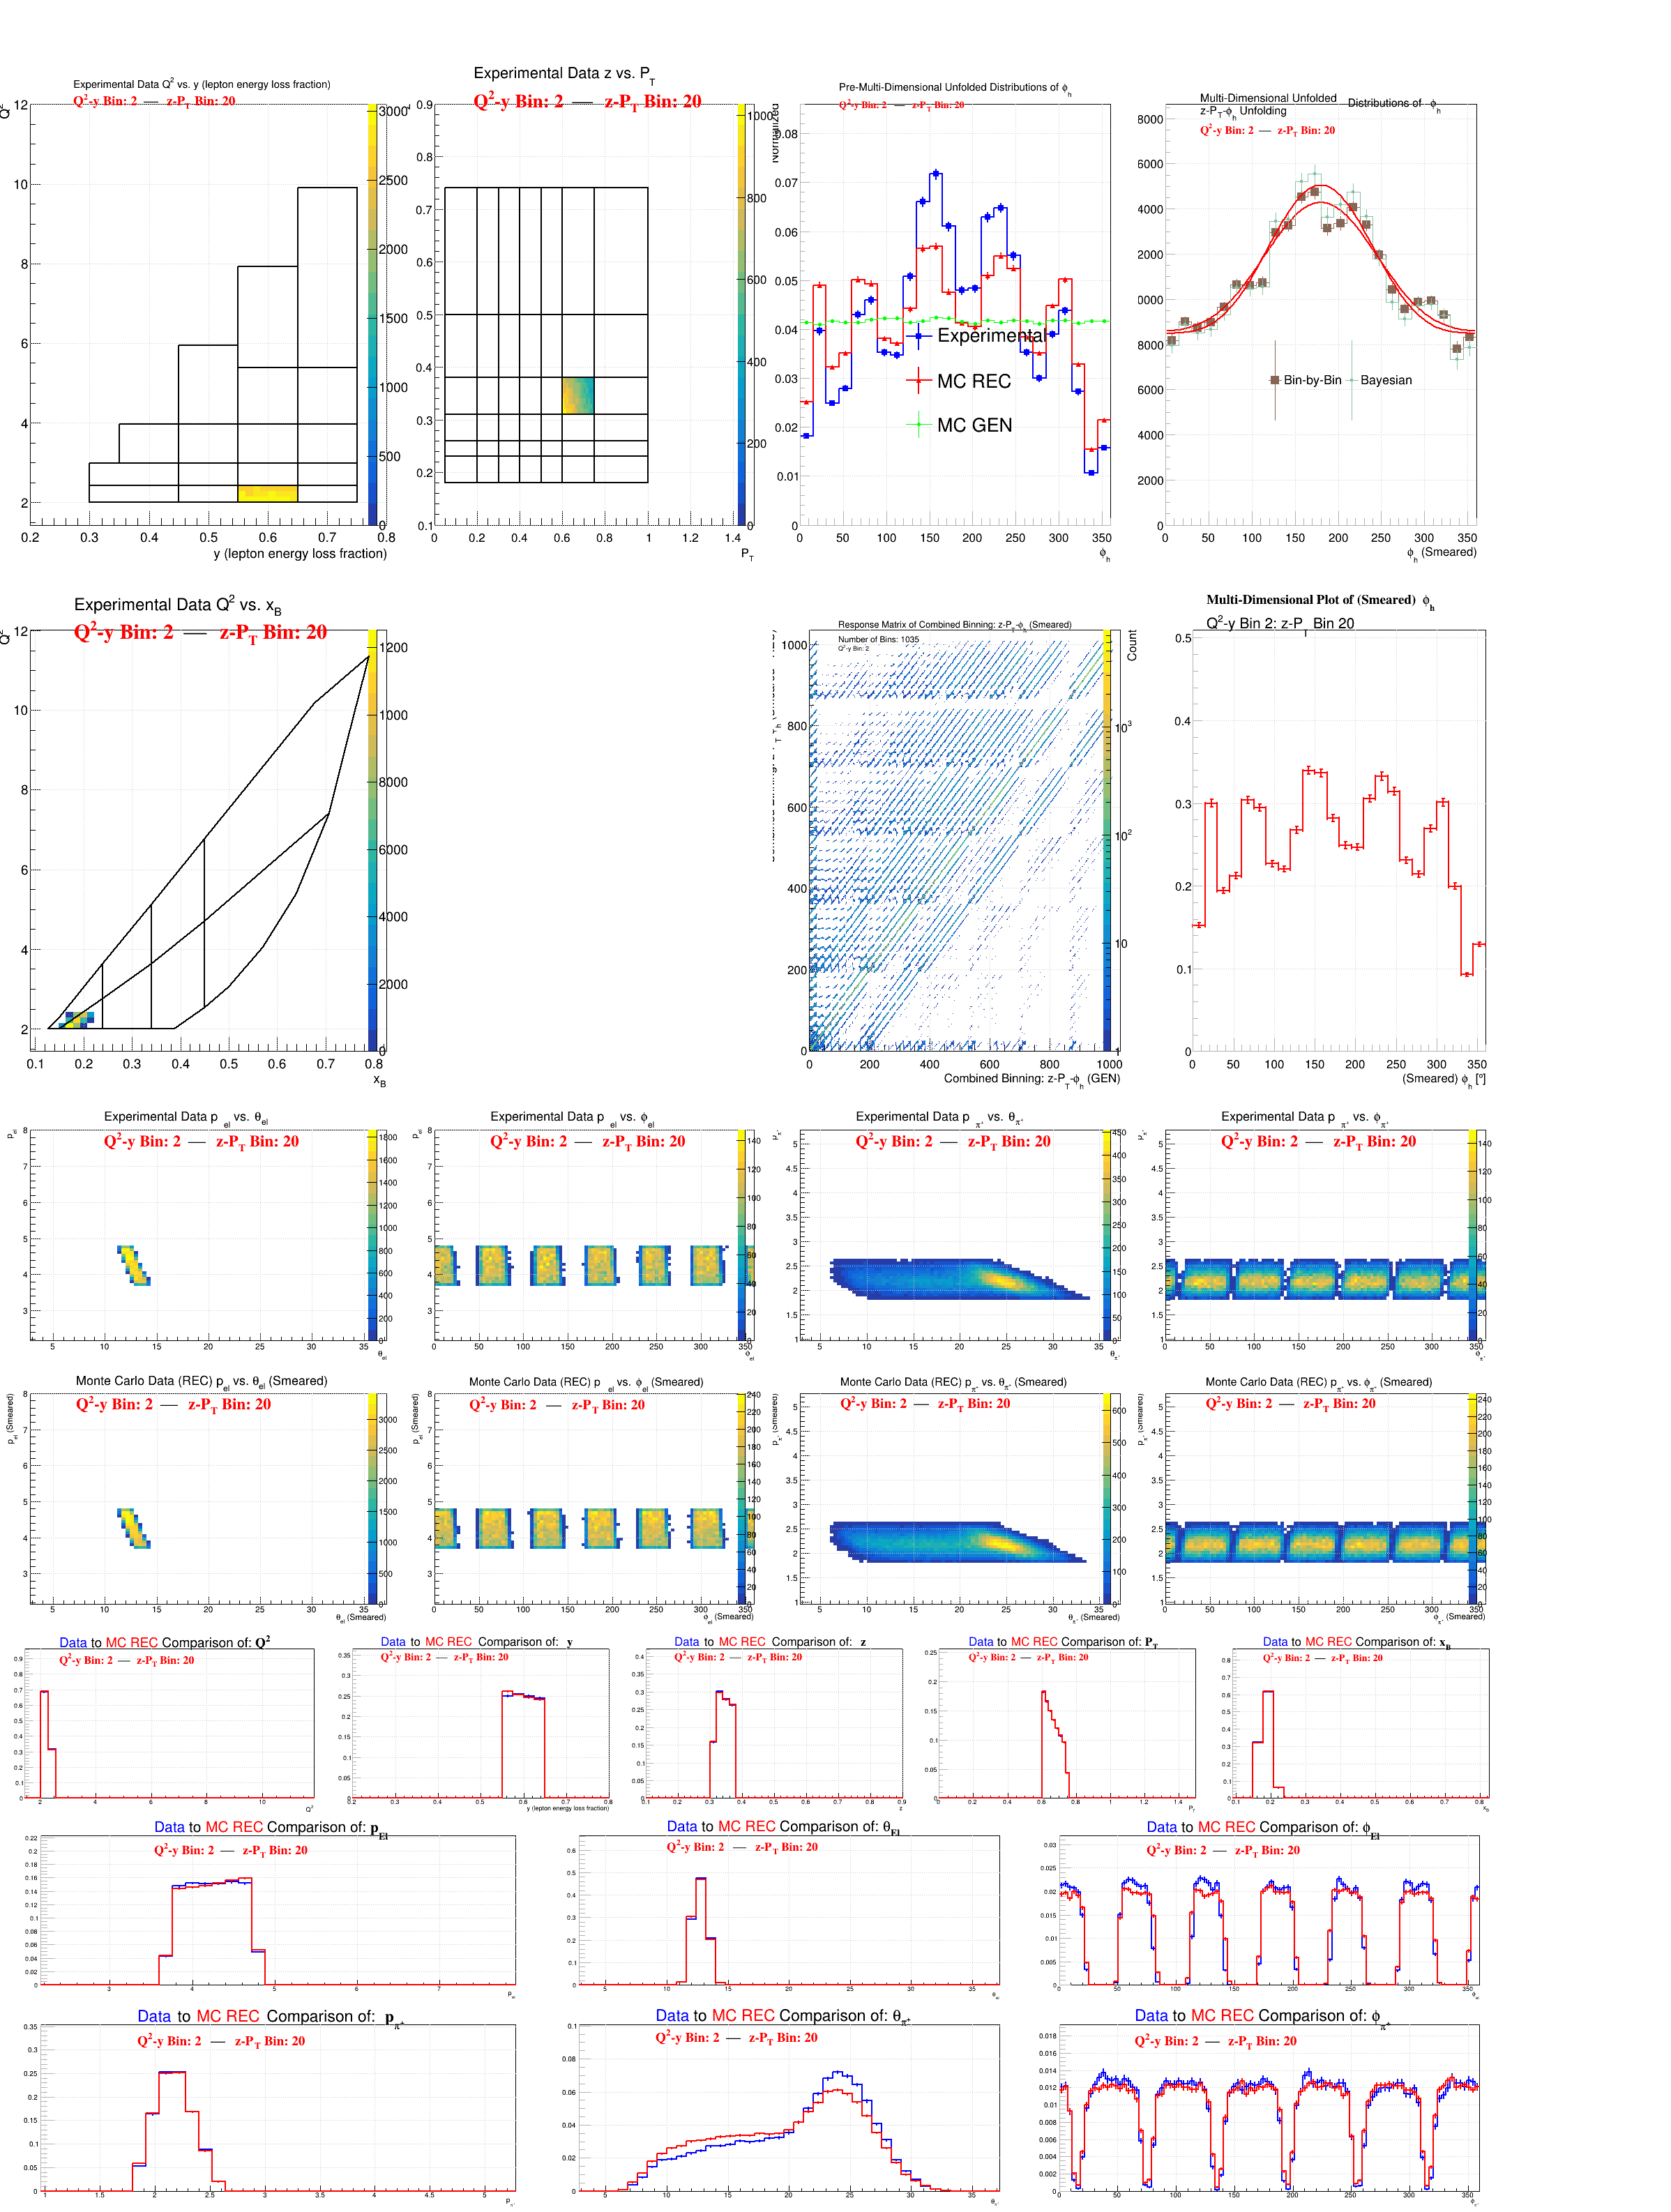 Experimental Data Q² vs. y (lepton energy loss fraction)
Q²-y Bin: 2 — z-P_T Bin: 20
y (lepton energy loss fraction)
Experimental Data z vs. P_T
Q²-y Bin: 2 — z-P_T Bin: 20
P_T
Pre-Multi-Dimensional Unfolded Distributions of ϕ_h
Q²-y Bin: 2 — z-P_T Bin: 20
Experimental
MC REC
MC GEN
ϕ_h
Multi-Dimensional Unfolded Distributions of ϕ_h
z-P_T-ϕ_h Unfolding
Q²-y Bin: 2 — z-P_T Bin: 20
Bin-by-Bin
Bayesian
ϕ_h (Smeared)
Experimental Data Q² vs. x_B
Q²-y Bin: 2 — z-P_T Bin: 20
x_B
Response Matrix of Combined Binning: z-P_T-ϕ_h (Smeared)
Number of Bins: 1035
Q²-y Bin: 2
Count
Combined Binning: z-P_T-ϕ_h (GEN)
Multi-Dimensional Plot of (Smeared) ϕ_h
Q²-y Bin 2: z-P_T Bin 20
(Smeared) ϕ_h [°]
Experimental Data p_el vs. θ_el
Q²-y Bin: 2 — z-P_T Bin: 20
θ_el
Experimental Data p_el vs. ϕ_el
Q²-y Bin: 2 — z-P_T Bin: 20
ϕ_el
Experimental Data p_π⁺ vs. θ_π⁺
Q²-y Bin: 2 — z-P_T Bin: 20
θ_π⁺
Experimental Data p_π⁺ vs. ϕ_π⁺
Q²-y Bin: 2 — z-P_T Bin: 20
ϕ_π⁺
Monte Carlo Data (REC) p_el vs. θ_el (Smeared)
Q²-y Bin: 2 — z-P_T Bin: 20
p_el (Smeared)
θ_el (Smeared)
Monte Carlo Data (REC) p_el vs. ϕ_el (Smeared)
Q²-y Bin: 2 — z-P_T Bin: 20
p_el (Smeared)
ϕ_el (Smeared)
Monte Carlo Data (REC) p_π⁺ vs. θ_π⁺ (Smeared)
Q²-y Bin: 2 — z-P_T Bin: 20
θ_π⁺ (Smeared)
Monte Carlo Data (REC) p_π⁺ vs. ϕ_π⁺ (Smeared)
Q²-y Bin: 2 — z-P_T Bin: 20
ϕ_π⁺ (Smeared)
Data to MC REC Comparison of: Q²
Q²-y Bin: 2 — z-P_T Bin: 20
Q²
Data to MC REC Comparison of: y
Q²-y Bin: 2 — z-P_T Bin: 20
y (lepton energy loss fraction)
Data to MC REC Comparison of: z
Q²-y Bin: 2 — z-P_T Bin: 20
z
Data to MC REC Comparison of: P_T
Q²-y Bin: 2 — z-P_T Bin: 20
P_T
Data to MC REC Comparison of: x_B
Q²-y Bin: 2 — z-P_T Bin: 20
x_B
Data to MC REC Comparison of: p_El
Q²-y Bin: 2 — z-P_T Bin: 20
Data to MC REC Comparison of: θ_El
Q²-y Bin: 2 — z-P_T Bin: 20
Data to MC REC Comparison of: ϕ_El
Q²-y Bin: 2 — z-P_T Bin: 20
Data to MC REC Comparison of: p_π⁺
Q²-y Bin: 2 — z-P_T Bin: 20
Data to MC REC Comparison of: θ_π⁺
Q²-y Bin: 2 — z-P_T Bin: 20
Data to MC REC Comparison of: ϕ_π⁺
Q²-y Bin: 2 — z-P_T Bin: 20